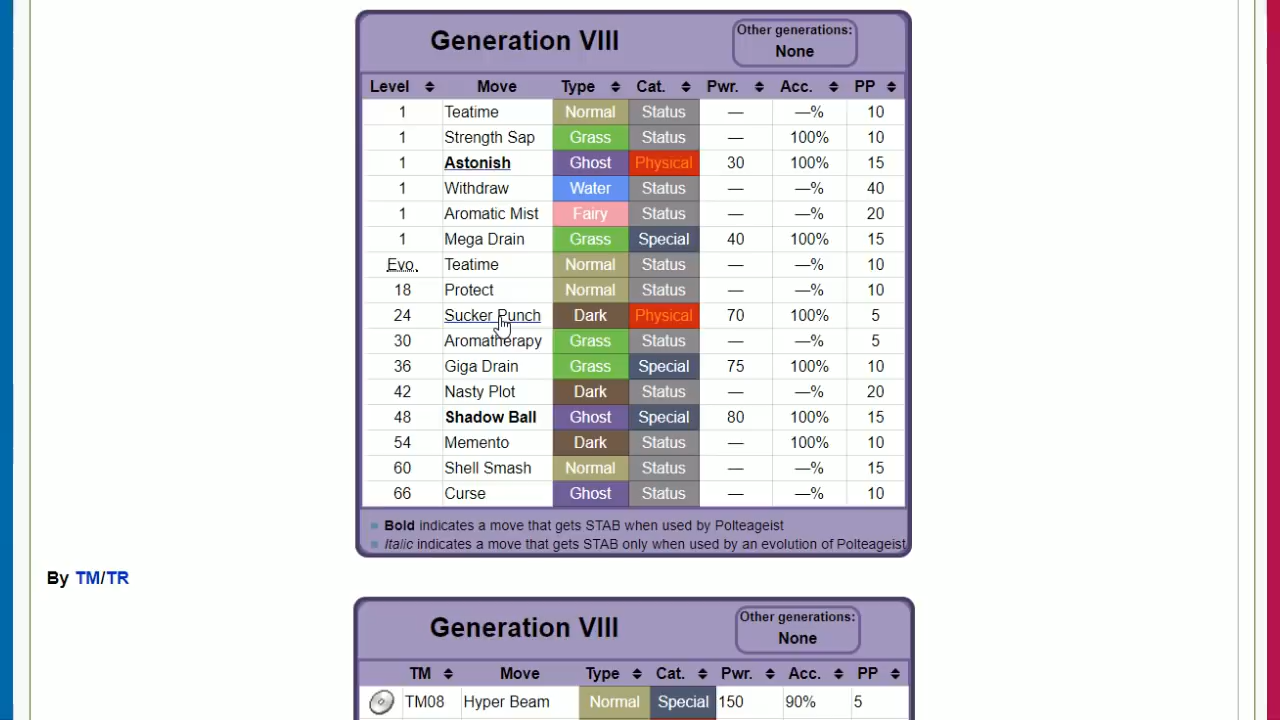 Generation VIII
Other generations:
None
Level Move Type Cat. Pwr. Acc. PP
1 Teatime Normal Status — —% 10
1 Strength Sap Grass Status — 100% 10
1 Astonish Ghost Physical 30 100% 15
1 Withdraw Water Status — —% 40
1 Aromatic Mist Fairy Status — —% 20
1 Mega Drain Grass Special 40 100% 15
Evo. Teatime Normal Status — —% 10
18 Protect Normal Status — —% 10
24 Sucker Punch Dark Physical 70 100% 5
30 Aromatherapy Grass Status — —% 5
36 Giga Drain Grass Special 75 100% 10
42 Nasty Plot Dark Status — —% 20
48 Shadow Ball Ghost Special 80 100% 15
54 Memento Dark Status — 100% 10
60 Shell Smash Normal Status — —% 15
66 Curse Ghost Status — —% 10
Bold indicates a move that gets STAB when used by Polteageist
Italic indicates a move that gets STAB only when used by an evolution of Polteageist
By TM/TR
Generation VIII
Other generations:
None
TM Move Type Cat. Pwr. Acc. PP
TM08 Hyper Beam Normal Special 150 90% 5